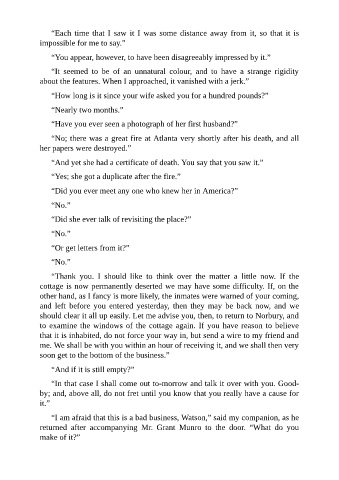 “Each time that I saw it I was some distance away from it, so that it is
impossible for me to say.”
“You appear, however, to have been disagreeably impressed by it.”
“It seemed to be of an unnatural colour, and to have a strange rigidity
about the features. When I approached, it vanished with a jerk.”
“How long is it since your wife asked you for a hundred pounds?”
“Nearly two months.”
“Have you ever seen a photograph of her first husband?”
“No; there was a great fire at Atlanta very shortly after his death, and all
her papers were destroyed.”
“And yet she had a certificate of death. You say that you saw it.”
“Yes; she got a duplicate after the fire.”
“Did you ever meet any one who knew her in America?”
“No.”
“Did she ever talk of revisiting the place?”
“No.”
“Or get letters from it?”
“No.”
“Thank you. I should like to think over the matter a little now. If the
cottage is now permanently deserted we may have some difficulty. If, on the
other hand, as I fancy is more likely, the inmates were warned of your coming,
and left before you entered yesterday, then they may be back now, and we
should clear it all up easily. Let me advise you, then, to return to Norbury, and
to examine the windows of the cottage again. If you have reason to believe
that it is inhabited, do not force your way in, but send a wire to my friend and
me. We shall be with you within an hour of receiving it, and we shall then very
soon get to the bottom of the business.”
“And if it is still empty?”
“In that case I shall come out to-morrow and talk it over with you. Good-
by; and, above all, do not fret until you know that you really have a cause for
it.”
“I am afraid that this is a bad business, Watson,” said my companion, as he
returned after accompanying Mr. Grant Munro to the door. “What do you
make of it?”